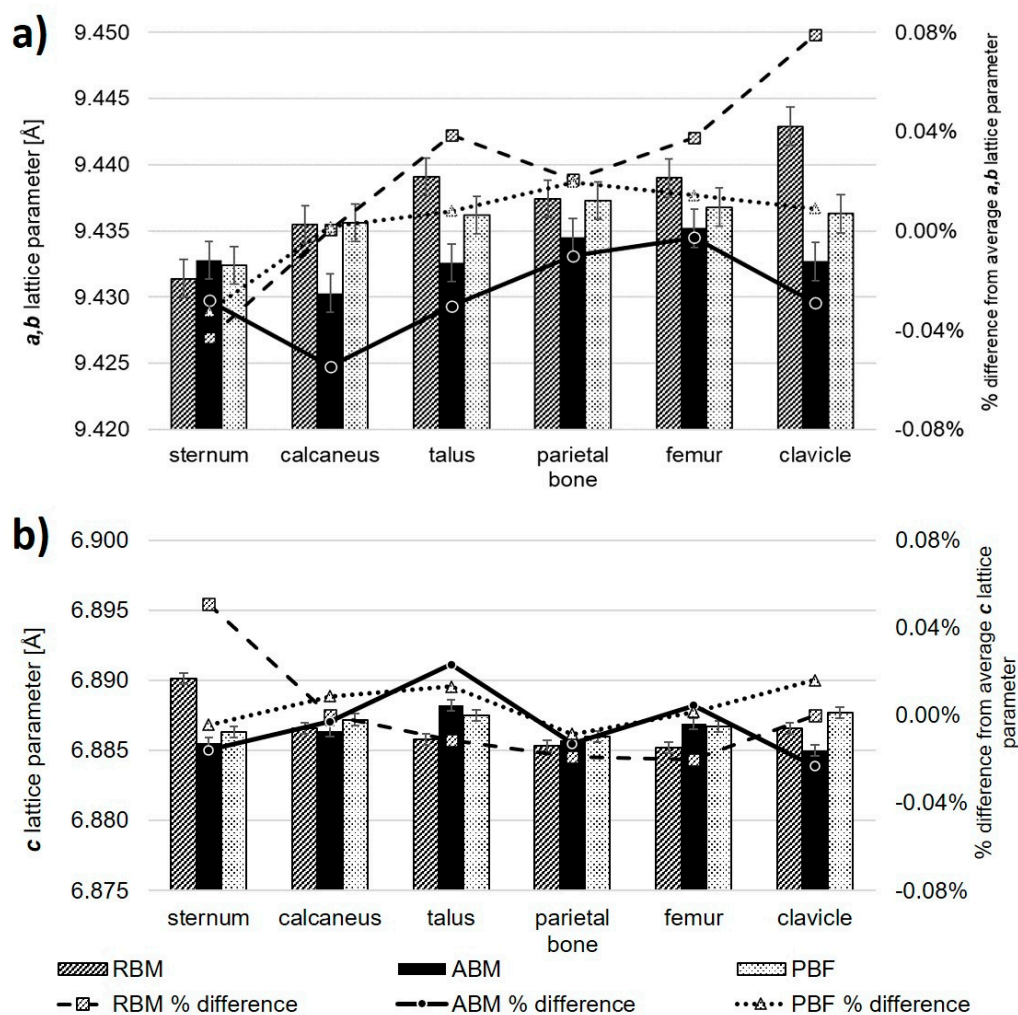 a)
a,b lattice parameter [Å]
9.450
9.445
9.440
9.435
9.430
9.425
9.420
0.08%
0.04%
0.00%
-0.04%
-0.08%
% difference from average a,b lattice parameter
sternum calcaneus talus parietal bone femur clavicle
b)
c lattice parameter [Å]
6.900
6.895
6.890
6.885
6.880
6.875
0.08%
0.04%
0.00%
-0.04%
-0.08%
% difference from average c lattice
parameter
sternum calcaneus talus parietal bone femur clavicle
RBM ABM PBF
RBM % difference ABM % difference PBF % difference